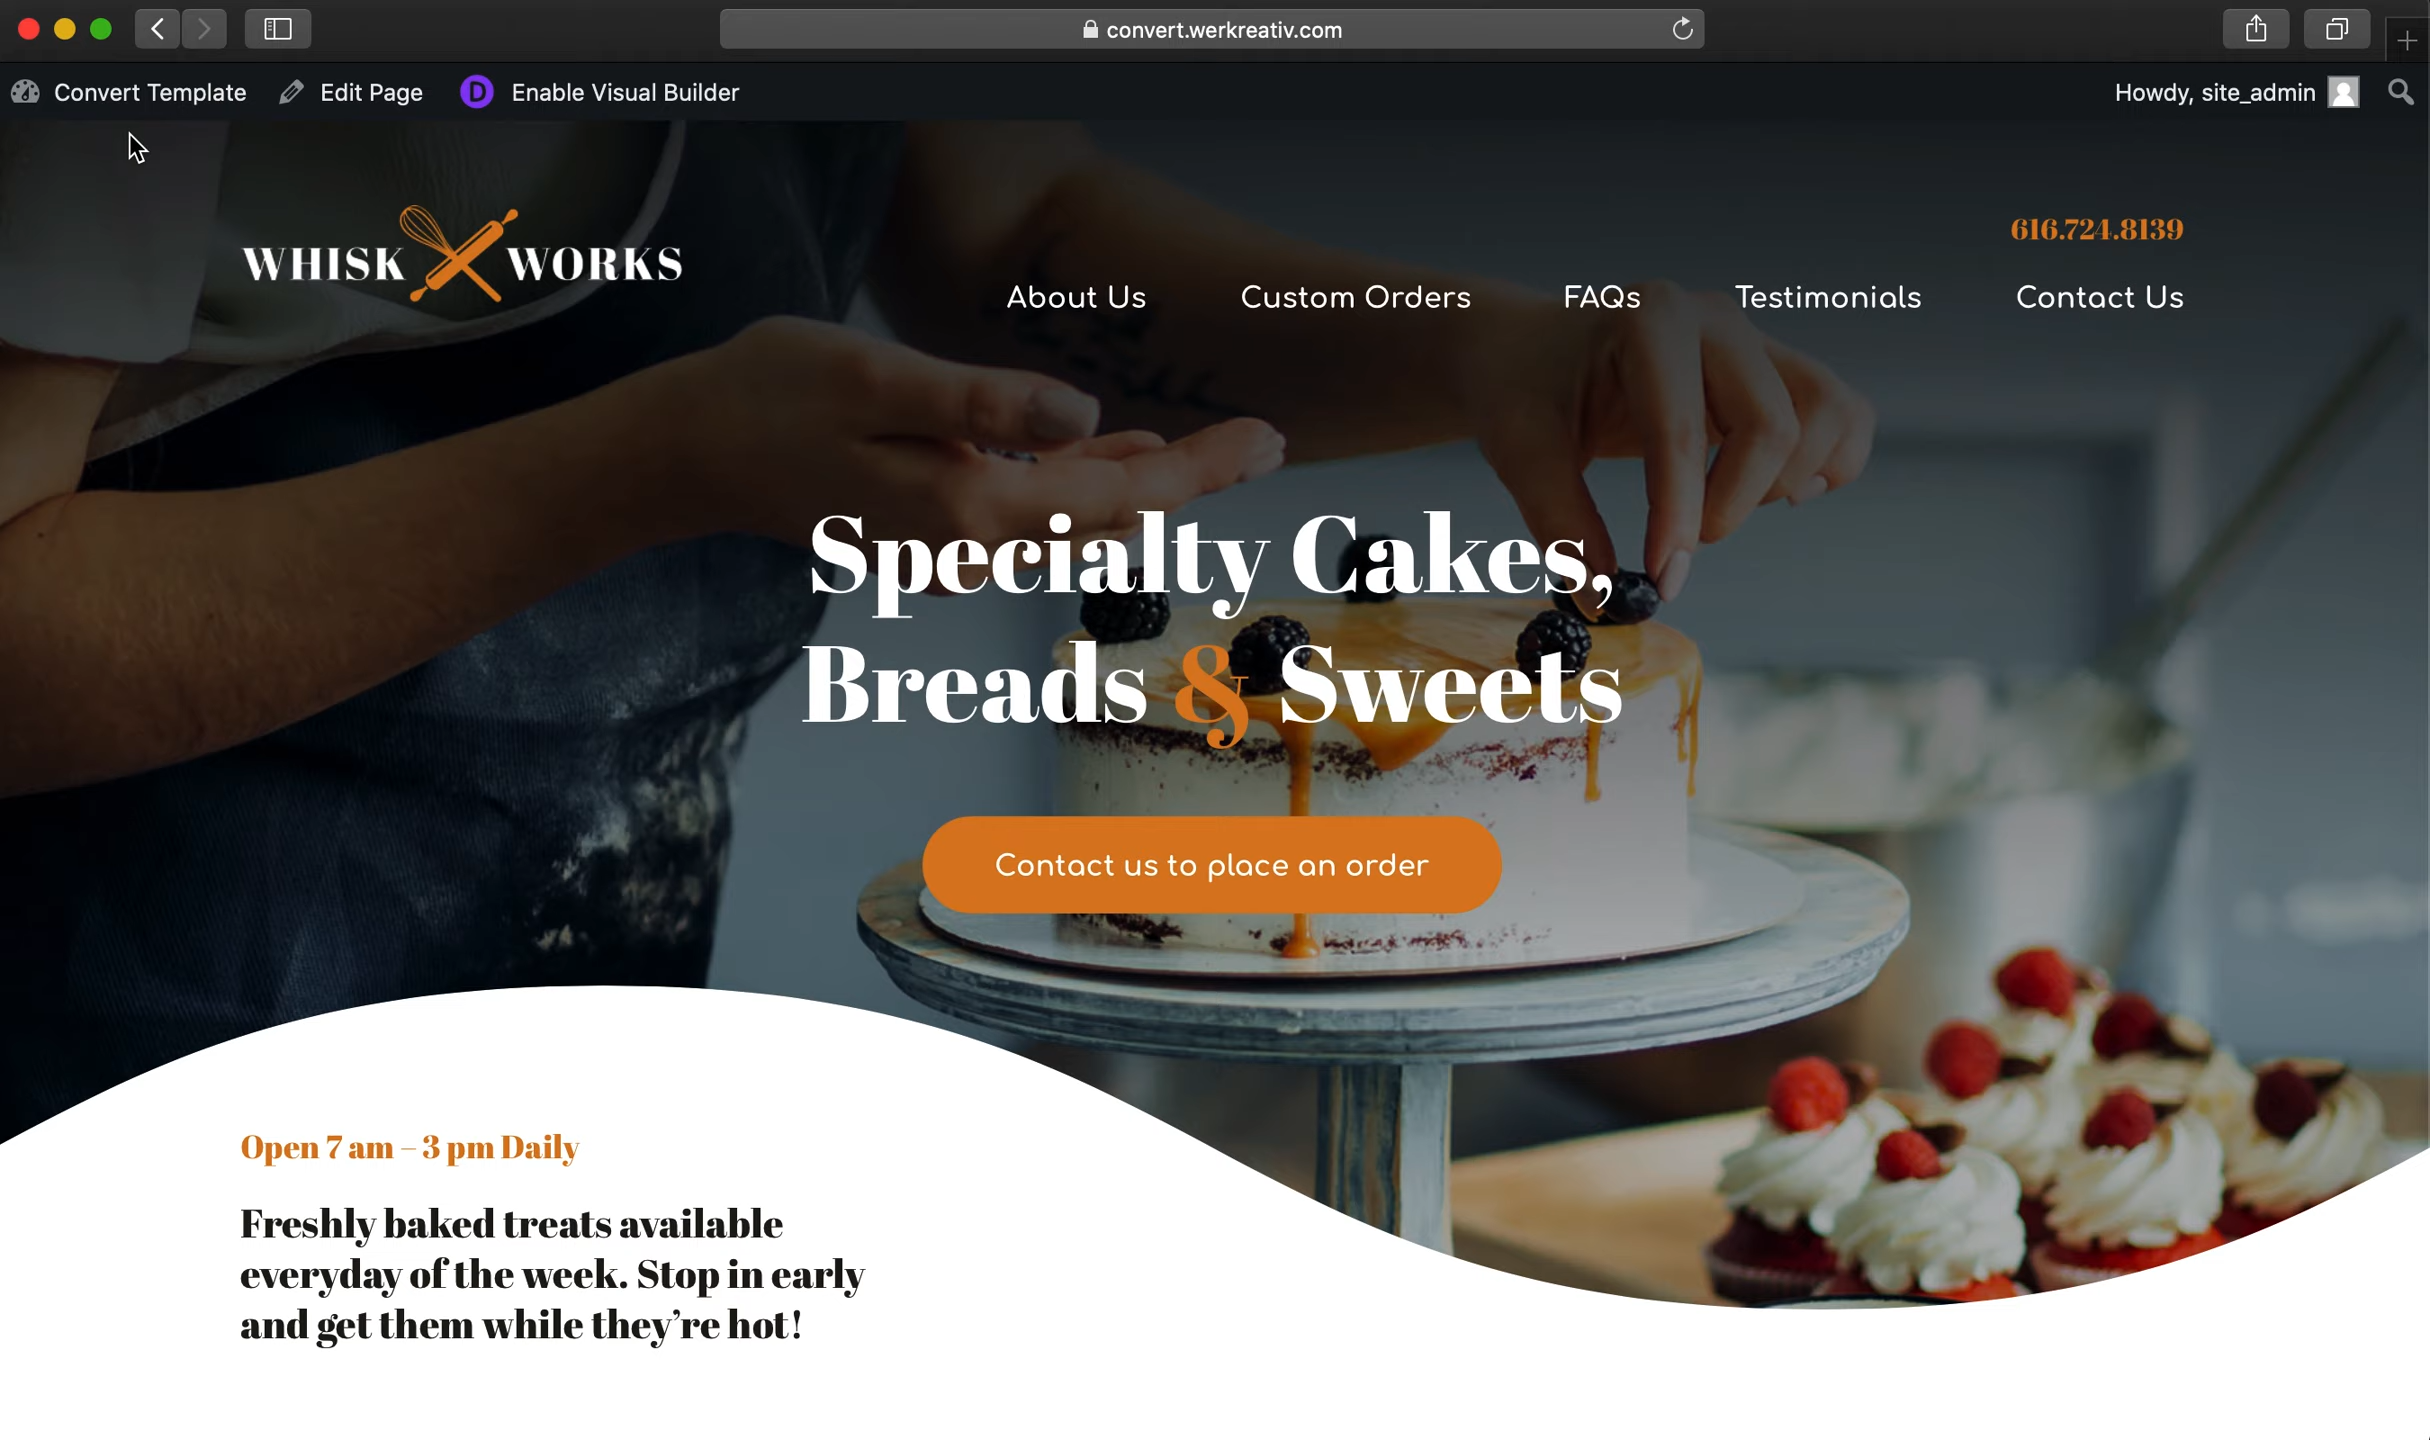 convert.werkreativ.com
Convert Template Edit Page D Enable Visual Builder Howdy, site_admin
WHISK WORKS
616.724.8139
About Us Custom Orders FAQs Testimonials Contact Us
Specialty Cakes,
Breads & Sweets
Contact us to place an order
Open 7 am – 3 pm Daily
Freshly baked treats available
everyday of the week. Stop in early
and get them while they’re hot!